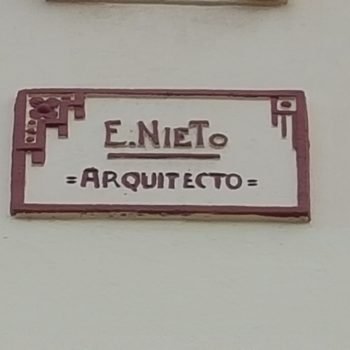 E. NIETO
=ARQUITECTO=